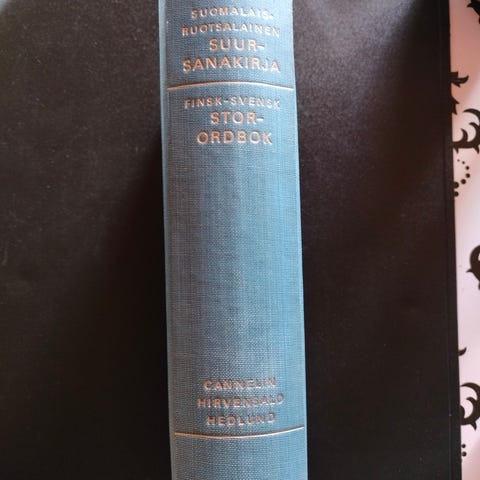 SUOMALAIS-
RUOTSALAINEN
SUUR-
SANAKIRJA
FINSK-SVENSK
STOR-
ORDBOK
CANNELIN
HIRVENSALO
HEDLUND